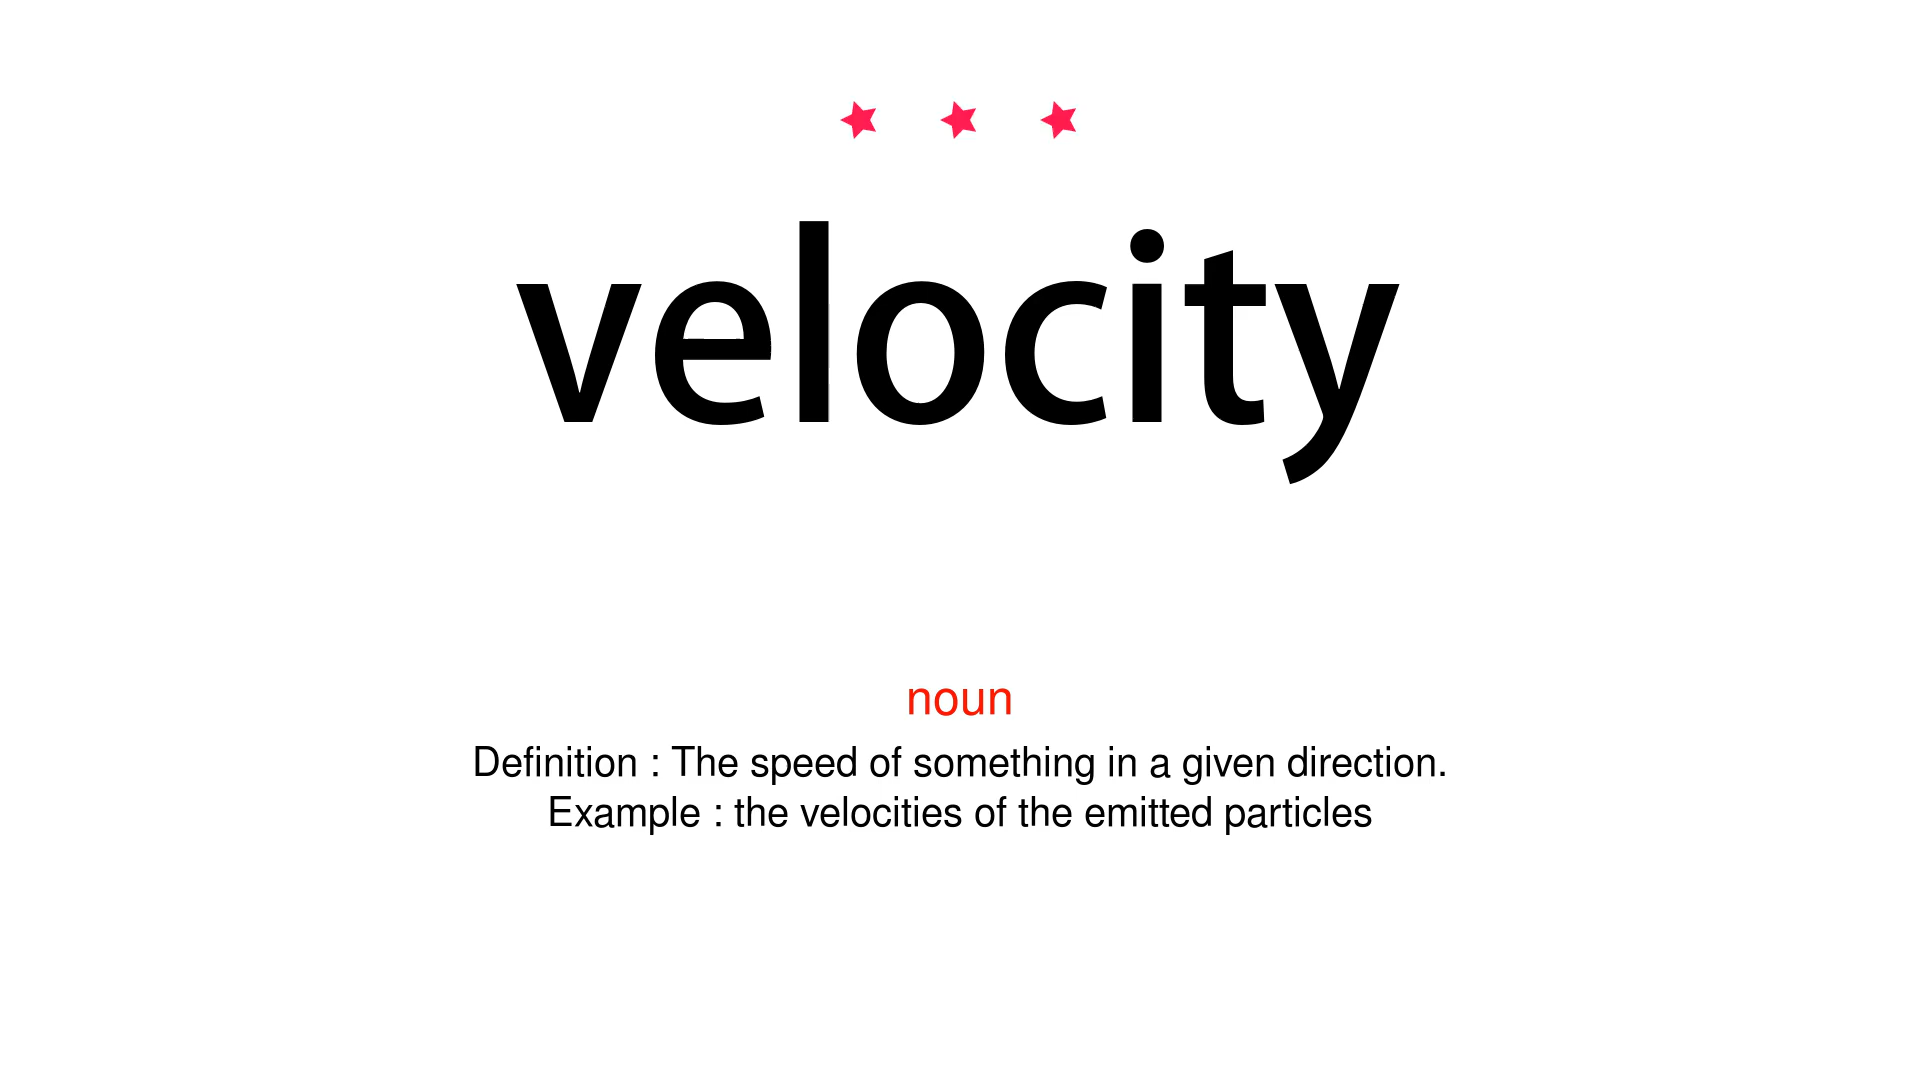 velocity
noun
Definition : The speed of something in a given direction.
Example : the velocities of the emitted particles